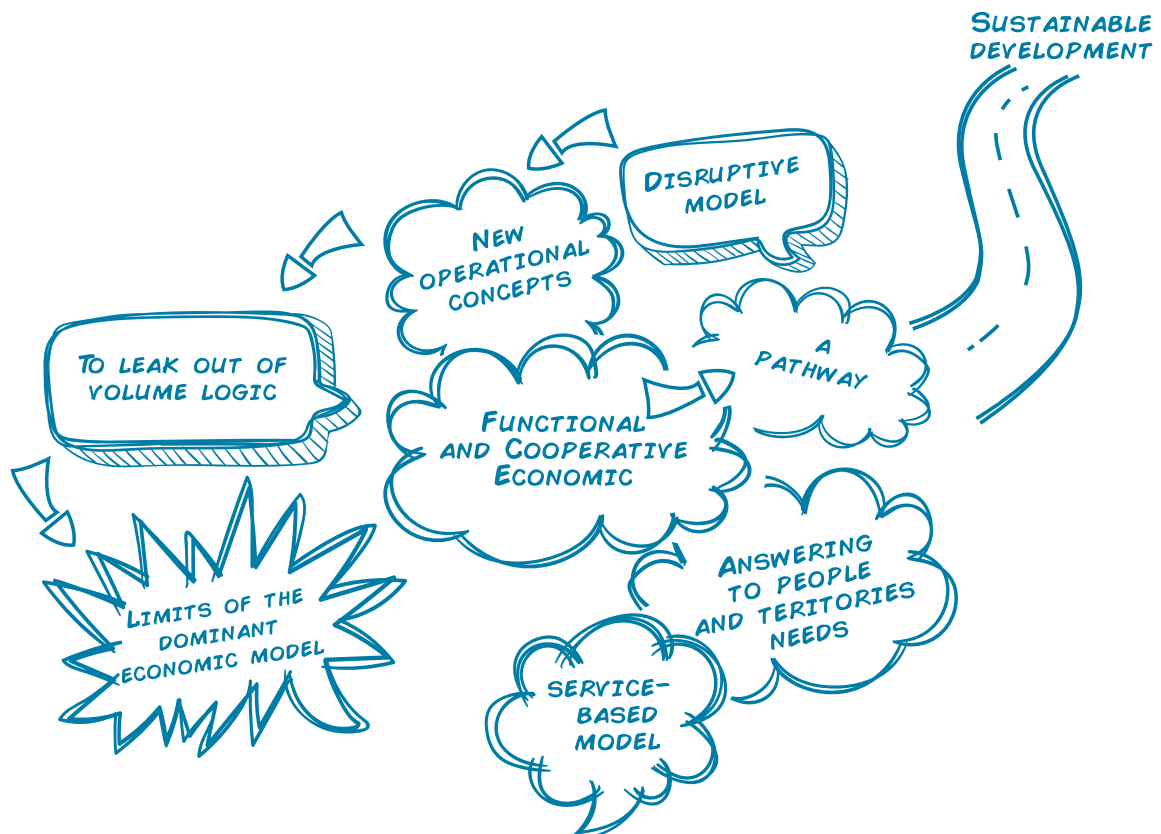 Sustainable
development
Disruptive
model
New
operational
concepts
A
pathway
To leak out of
volume logic
Functional
and Cooperative
Economic
Answering
to people
and teritories
needs
Limits of the
dominant
economic model
service-
based
model